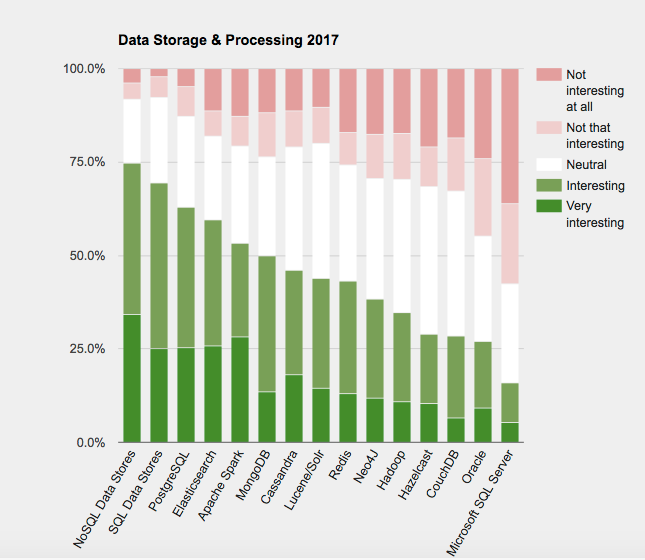 Data Storage & Processing 2017
100.0%
75.0%
50.0%
25.0%
0.0%
Not
interesting
at all
Not that
interesting
Neutral
Interesting
Very
interesting
NoSQL Data Stores
SQL Data Stores
PostgreSQL
Elasticsearch
Apache Spark
MongoDB
Cassandra
Lucene/Solr
Redis
Neo4J
Hadoop
Hazelcast
CouchDB
Oracle
Microsoft SQL Server